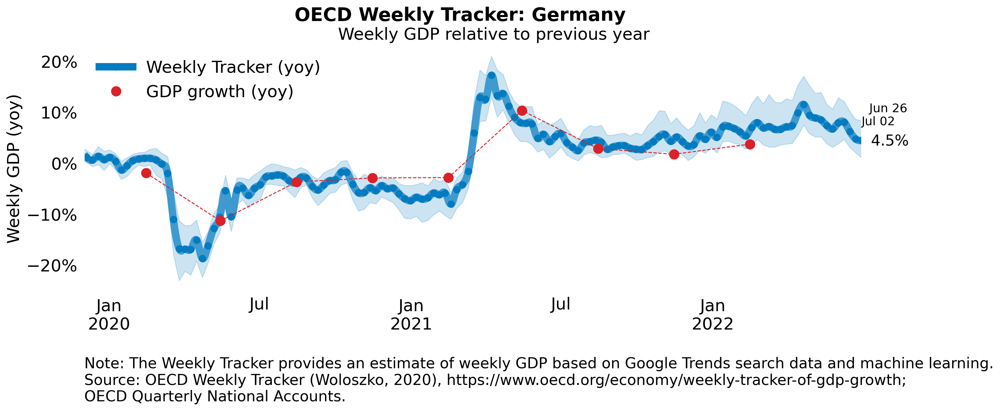 OECD Weekly Tracker: Germany
Weekly GDP relative to previous year
Weekly GDP (yoy)
20%
10%
0%
−10%
−20%
Weekly Tracker (yoy)
GDP growth (yoy)
Jun 26
Jul 02
4.5%
Jan
2020
Jul
Jan
2021
Jul
Jan
2022
Note: The Weekly Tracker provides an estimate of weekly GDP based on Google Trends search data and machine learning.
Source: OECD Weekly Tracker (Woloszko, 2020), https://www.oecd.org/economy/weekly-tracker-of-gdp-growth;
OECD Quarterly National Accounts.